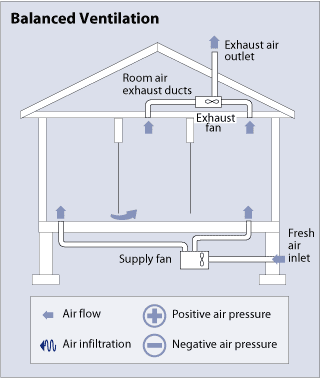 Balanced Ventilation
Exhaust air
outlet
Room air
exhaust ducts
Exhaust
fan
Supply fan
Fresh
air
inlet
Air flow
Positive air pressure
Air infiltration
Negative air pressure